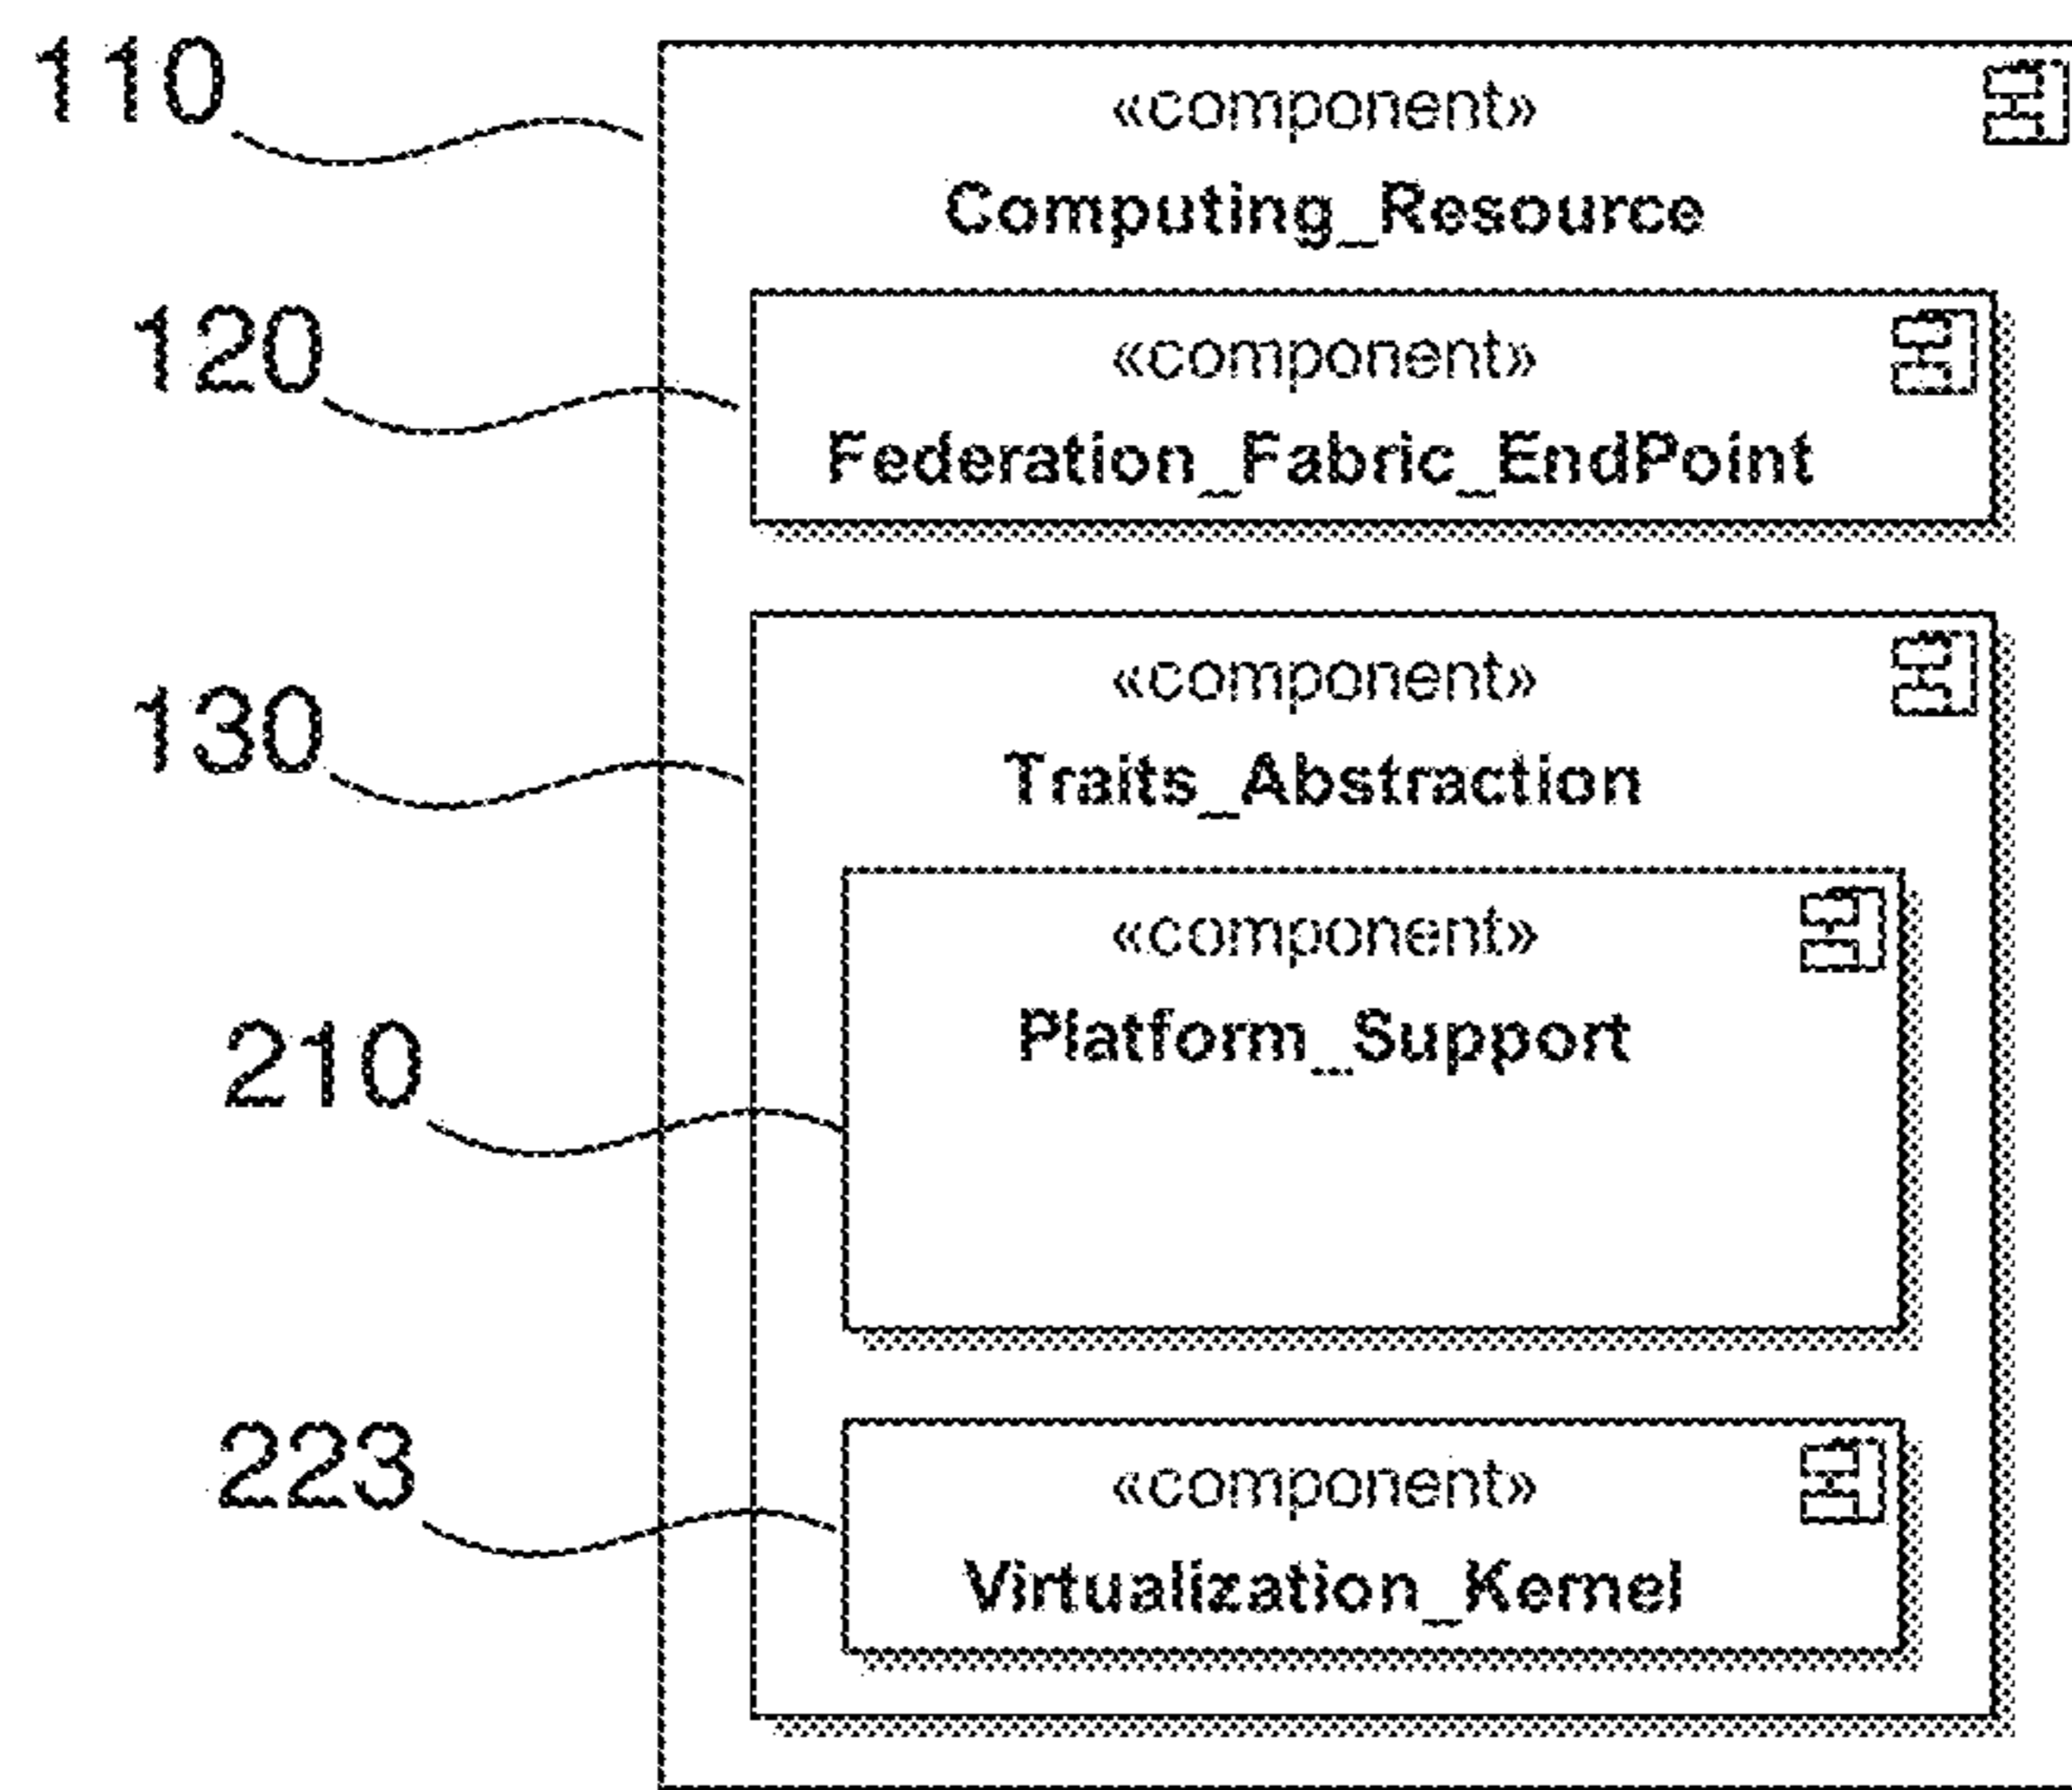 110
«component»
Computing_Resource
120
«component»
Federation_Fabric_EndPoint
130
«component»
Traits_Abstraction
«component»
Platform_Support
210
223
«component»
Virtualization_Kernel